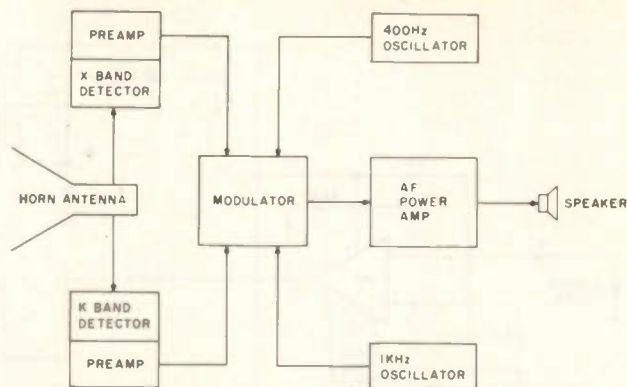 PREAMP
X BAND
DETECTOR
400Hz
OSCILLATOR
HORN ANTENNA
MODULATOR
AF
POWER
AMP
SPEAKER
K BAND
DETECTOR
PREAMP
1KHz
OSCILLATOR